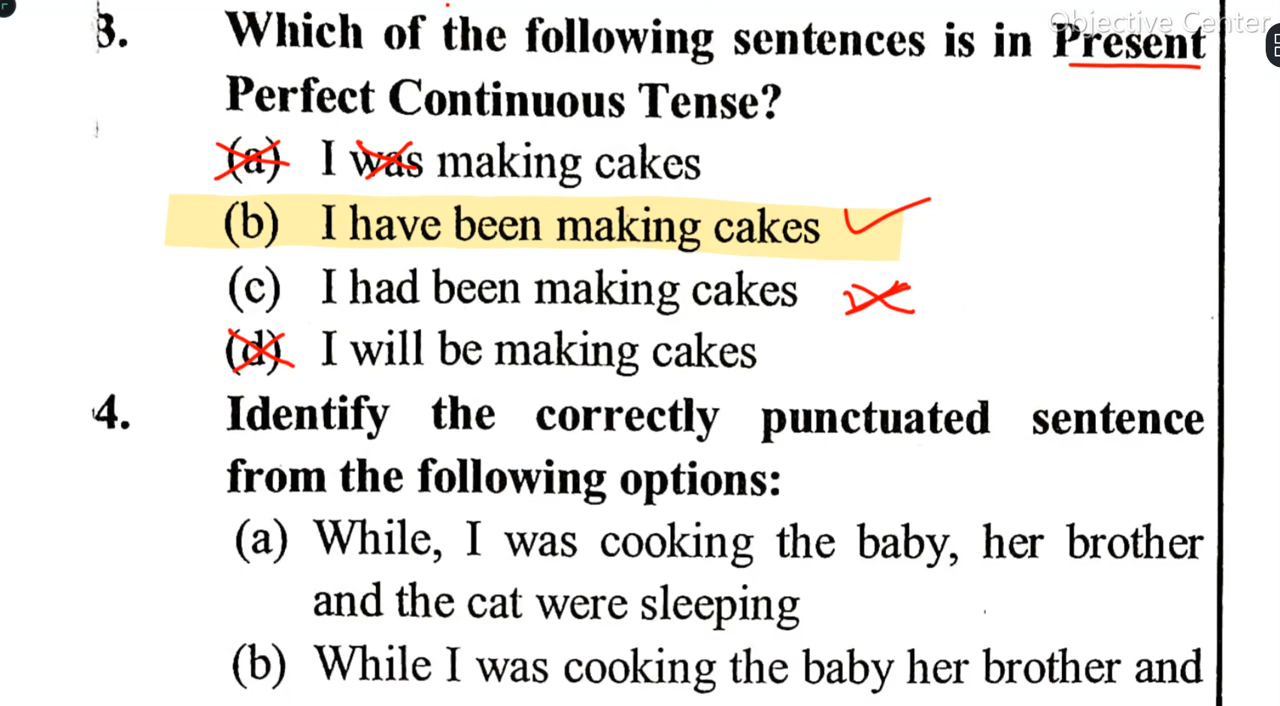 Objective Center
3. Which of the following sentences is in Present
Perfect Continuous Tense?
(a) I was making cakes
(b) I have been making cakes
(c) I had been making cakes
(d) I will be making cakes
4. Identify the correctly punctuated sentence
from the following options:
(a) While, I was cooking the baby, her brother
and the cat were sleeping
(b) While I was cooking the baby her brother and